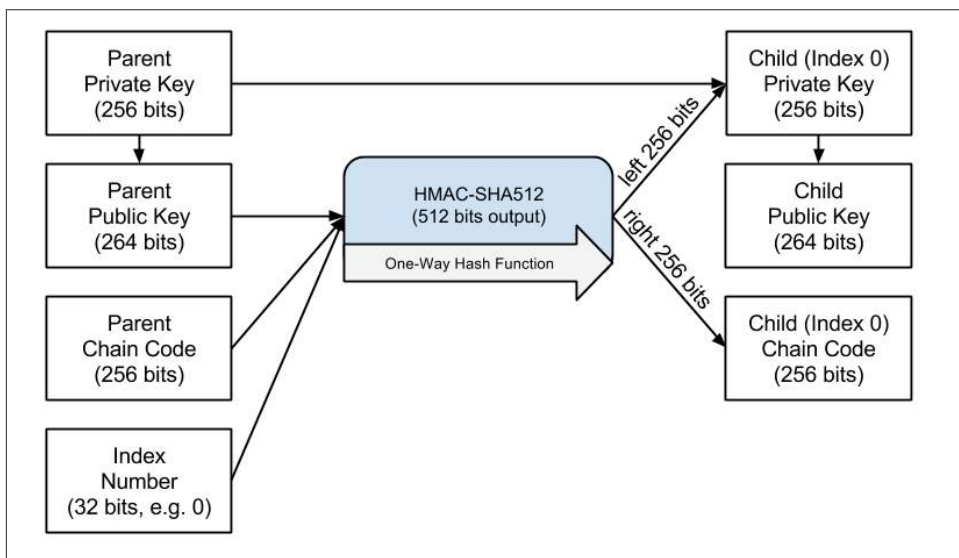 Parent
Private Key
(256 bits)
Parent
Public Key
(264 bits)
Parent
Chain Code
(256 bits)
Index
Number
(32 bits, e.g. 0)
HMAC-SHA512
(512 bits output)
One-Way Hash Function
left 256 bits
right 256 bits
Child (Index 0)
Private Key
(256 bits)
Child
Public Key
(264 bits)
Child (Index 0)
Chain Code
(256 bits)